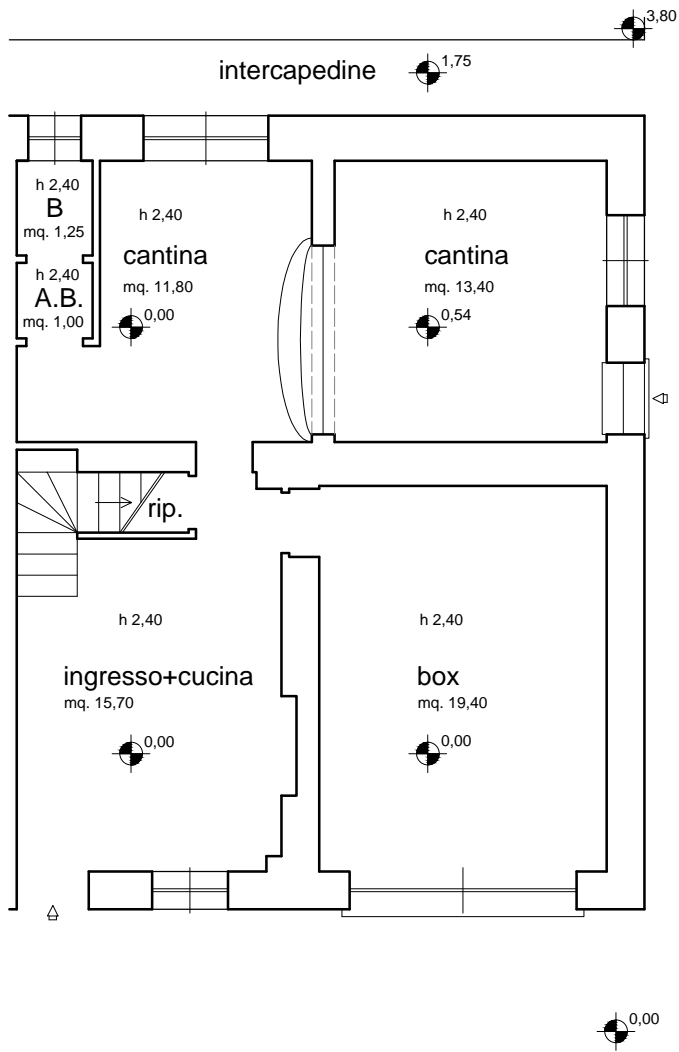 3,80
intercapedine
1,75
h 2,40
B
mq. 1,25
h 2,40
A.B.
mq. 1,00
h 2,40
cantina
mq. 11,80
0,00
h 2,40
cantina
mq. 13,40
0,54
rip.
h 2,40
ingresso+cucina
mq. 15,70
0,00
h 2,40
box
mq. 19,40
0,00
0,00